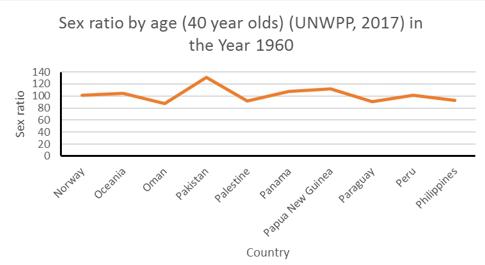 Sex ratio by age (40 year olds) (UNWPP, 2017) in
the Year 1960
140
120
100
80
60
40
20
0
Sex ratio
Norway
Oceania
Oman
Pakistan
Palestine
Panama
Papua New Guinea
Paraguay
Peru
Philippines
Country